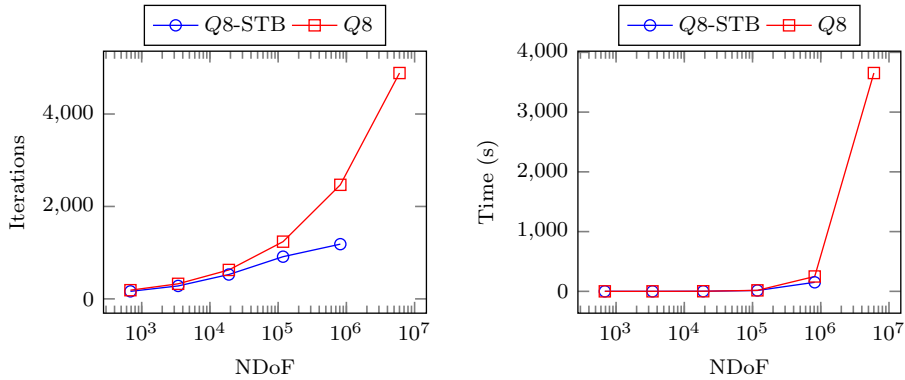 Q8-STB Q8
4,000
2,000
0
10^3 10^4 10^5 10^6 10^7
NDoF
Iterations
Q8-STB Q8
4,000
3,000
2,000
1,000
0
10^3 10^4 10^5 10^6 10^7
NDoF
Time (s)